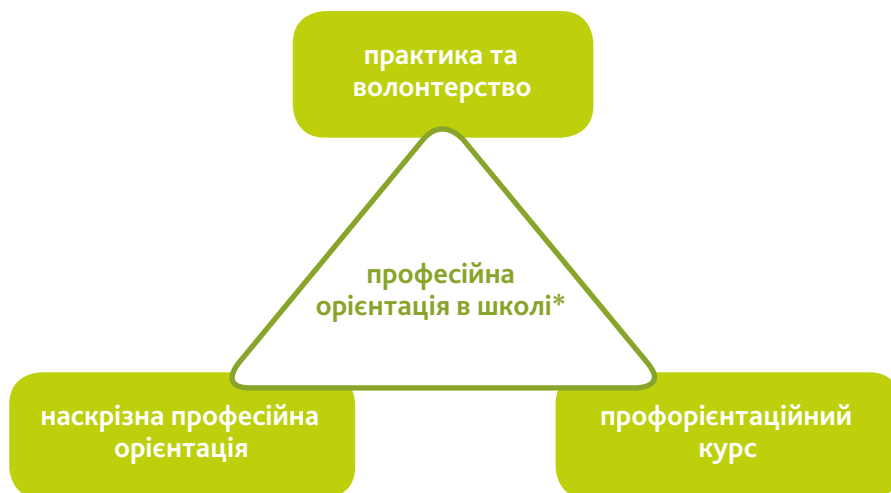 практика та
волонтерство
професійна
орієнтація в школі*
наскрізна професійна
орієнтація
профорієнтаційний
курс